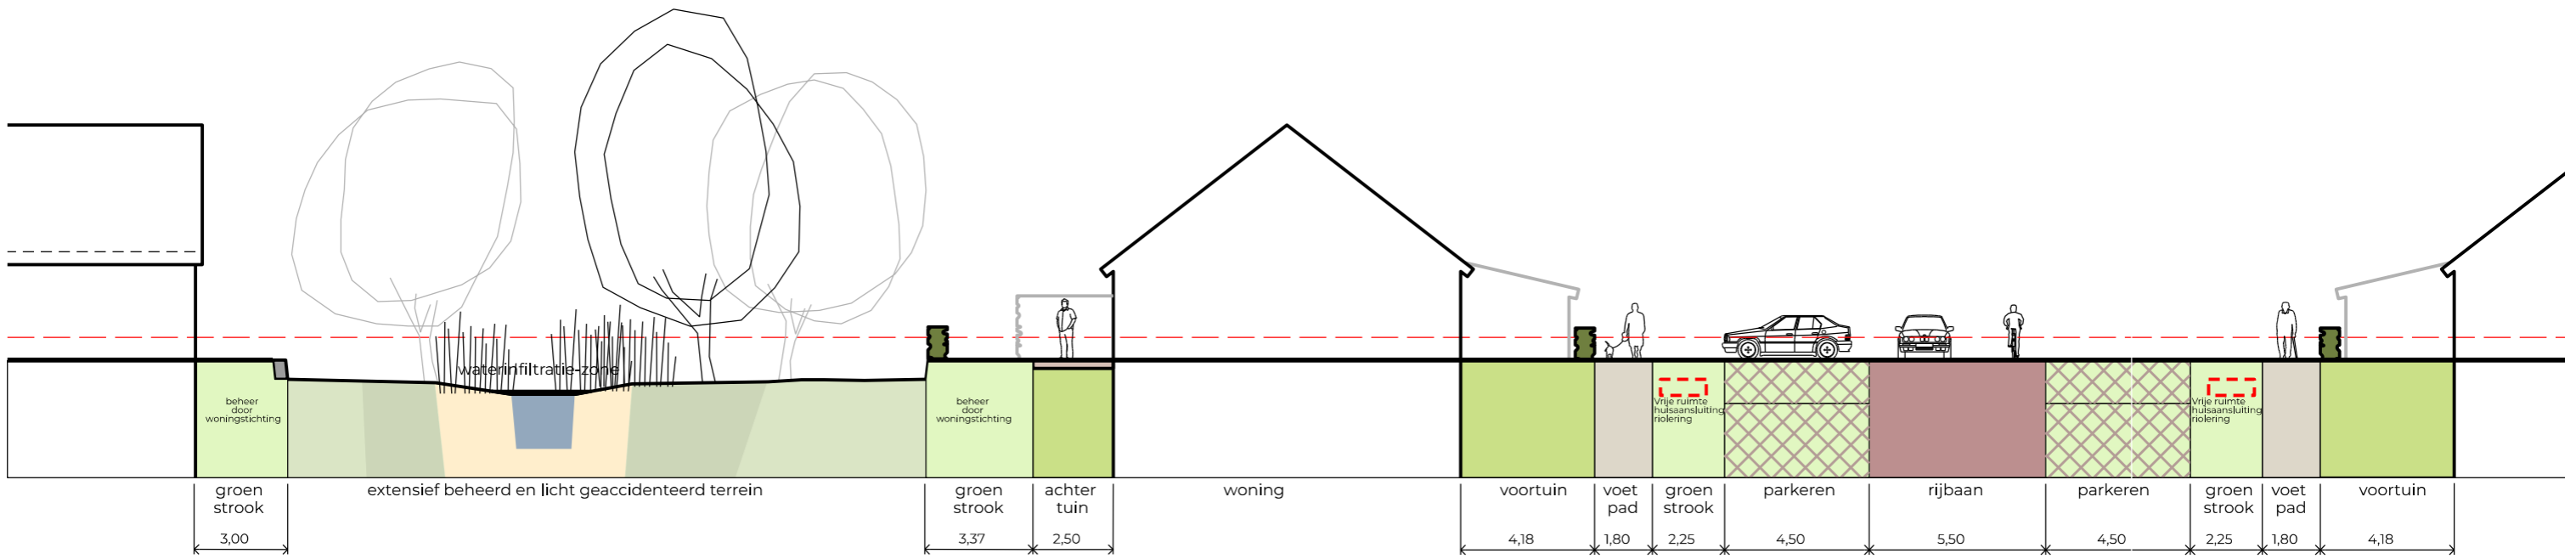 waterinfiltratie-zone
beheer
door
woningstichting
beheer
door
woningstichting
Vrije ruimte
huisaansluiting
riolering
Vrije ruimte
huisaansluiting
riolering
groen
strook
extensief beheerd en licht geaccidenteerd terrein
groen
strook
achter
tuin
woning
voortuin
voet
pad
groen
strook
parkeren
rijbaan
parkeren
groen
strook
voet
pad
voortuin
3,00
3,37
2,50
4,18
1,80
2,25
4,50
5,50
4,50
2,25
1,80
4,18